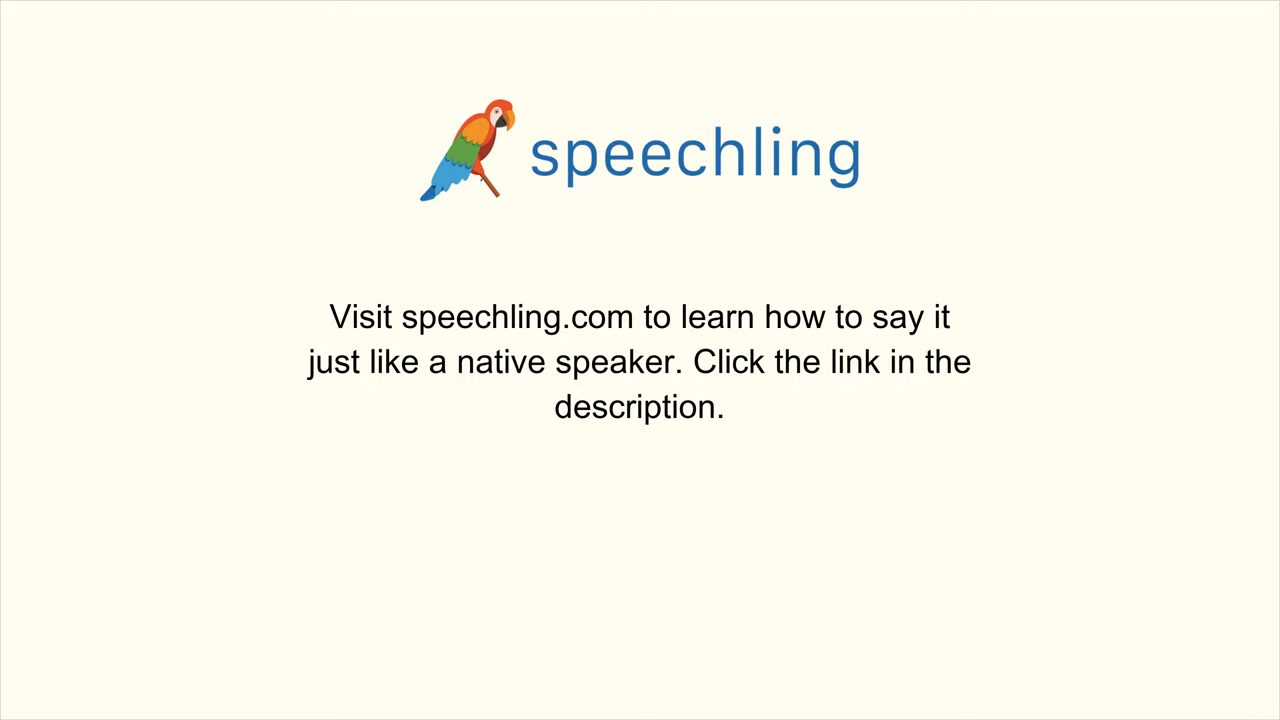 speechling
Visit speechling.com to learn how to say it
just like a native speaker. Click the link in the
description.